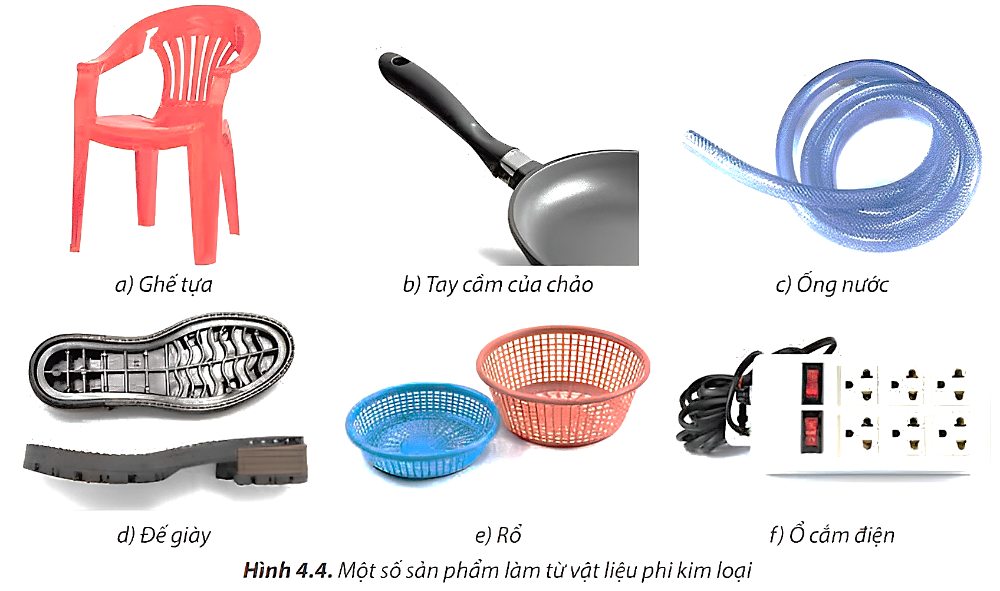 a) Ghế tựa
b) Tay cầm của chảo
c) Ống nước
d) Đế giày
e) Rổ
f) Ổ cắm điện
Hình 4.4. Một số sản phẩm làm từ vật liệu phi kim loại